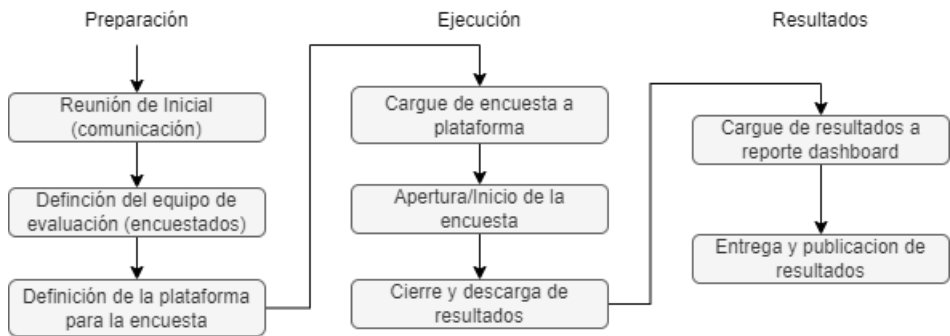 Preparación
Reunión de Inicial
(comunicación)
Definción del equipo de
evaluación (encuestados)
Definición de la plataforma
para la encuesta
Ejecución
Cargue de encuesta a
plataforma
Apertura/Inicio de la
encuesta
Cierre y descarga de
resultados
Resultados
Cargue de resultados a
reporte dashboard
Entrega y publicacion de
resultados